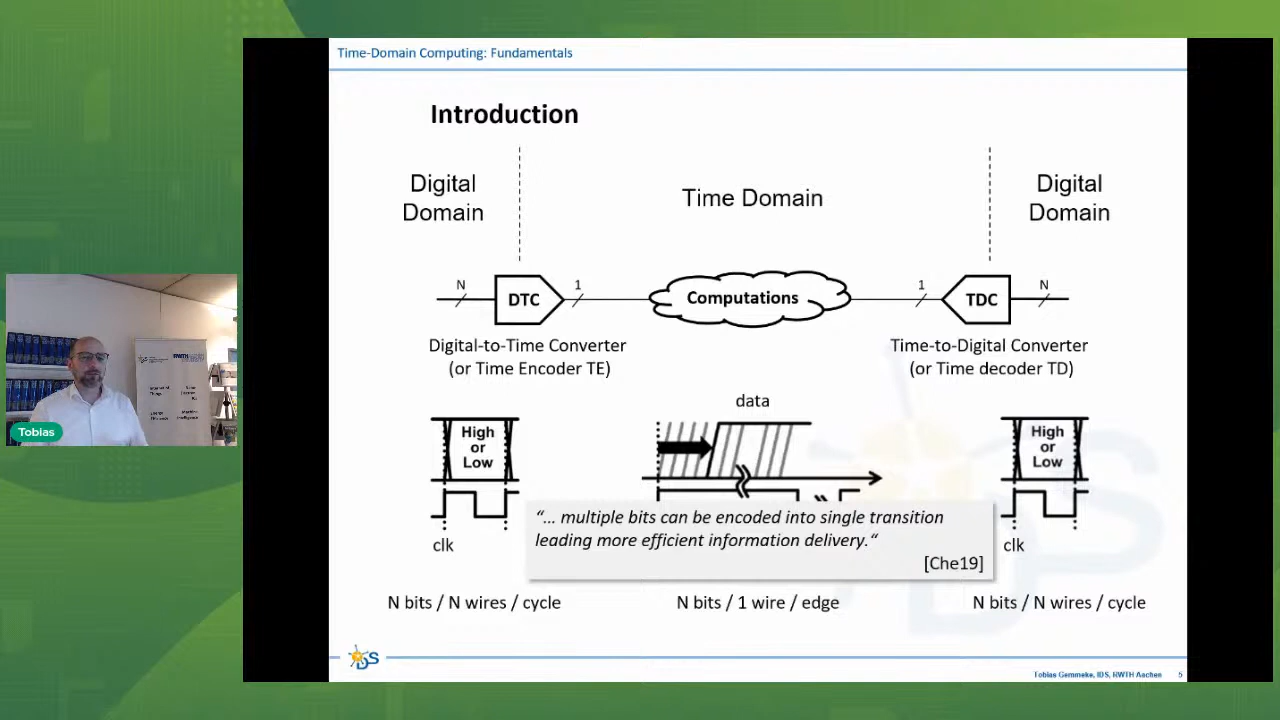 Time-Domain Computing: Fundamentals
Introduction
Digital
Domain
Time Domain
Digital
Domain
N
DTC
1
Computations
1
TDC
N
Digital-to-Time Converter
(or Time Encoder TE)
Time-to-Digital Converter
(or Time decoder TD)
data
High
or
Low
High
or
Low
clk
"… multiple bits can be encoded into single transition
leading more efficient information delivery."
[Che19]
clk
N bits / N wires / cycle
N bits / 1 wire / edge
N bits / N wires / cycle
IDS
Tobias Gemmeke, IDS, RWTH Aachen 5
Tobias
RWTH